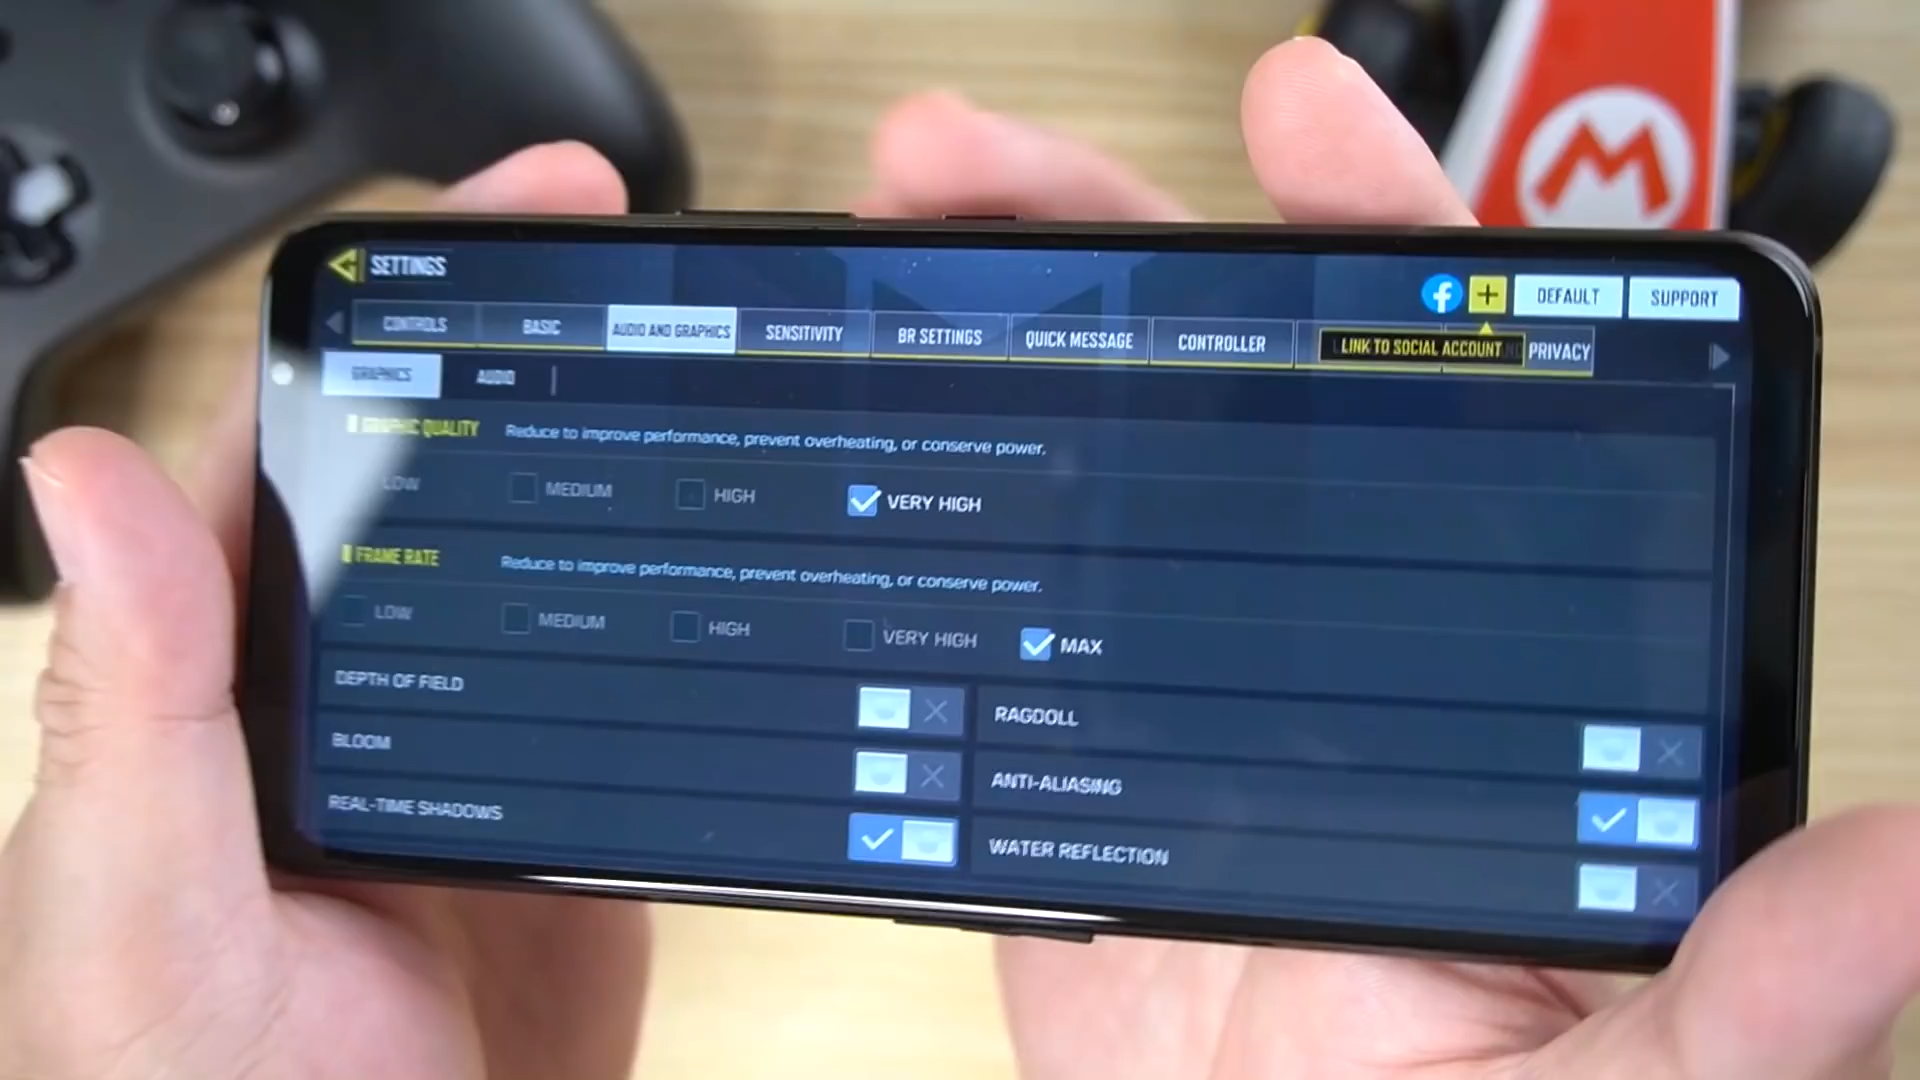 SETTINGS
DEFAULT
SUPPORT
CONTROLS
BASIC
AUDIO AND GRAPHICS
SENSITIVITY
BR SETTINGS
QUICK MESSAGE
CONTROLLER
LINK TO SOCIAL ACCOUNT
PRIVACY
GRAPHICS
AUDIO
GRAPHIC QUALITY
Reduce to improve performance, prevent overheating, or conserve power.
LOW
MEDIUM
HIGH
VERY HIGH
FRAME RATE
Reduce to improve performance, prevent overheating, or conserve power.
LOW
MEDIUM
HIGH
VERY HIGH
MAX
DEPTH OF FIELD
RAGDOLL
BLOOM
ANTI-ALIASING
REAL-TIME SHADOWS
WATER REFLECTION
M